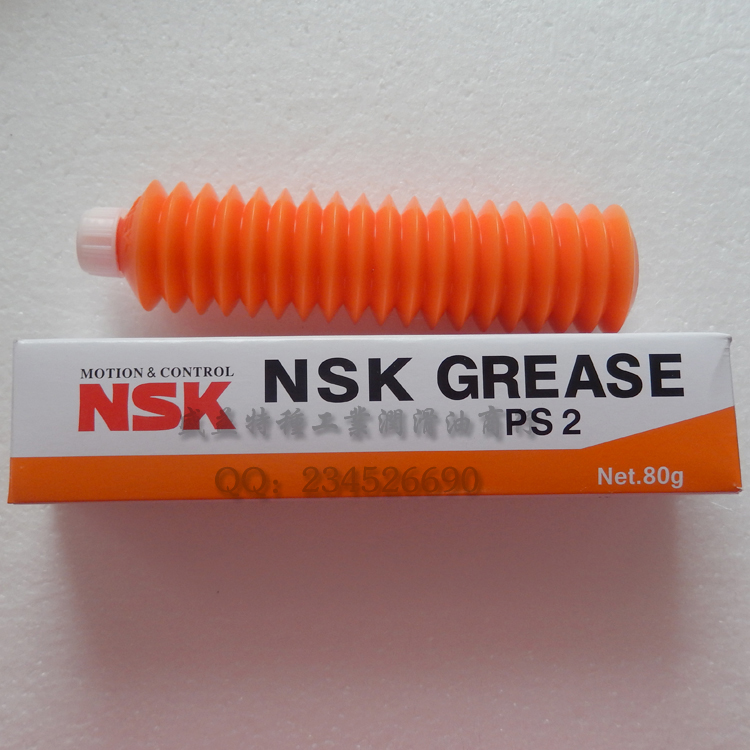 MOTION & CONTROL
NSK
NSK GREASE
PS 2
特種工業潤滑油商
QQ: 234526690
Net.80g